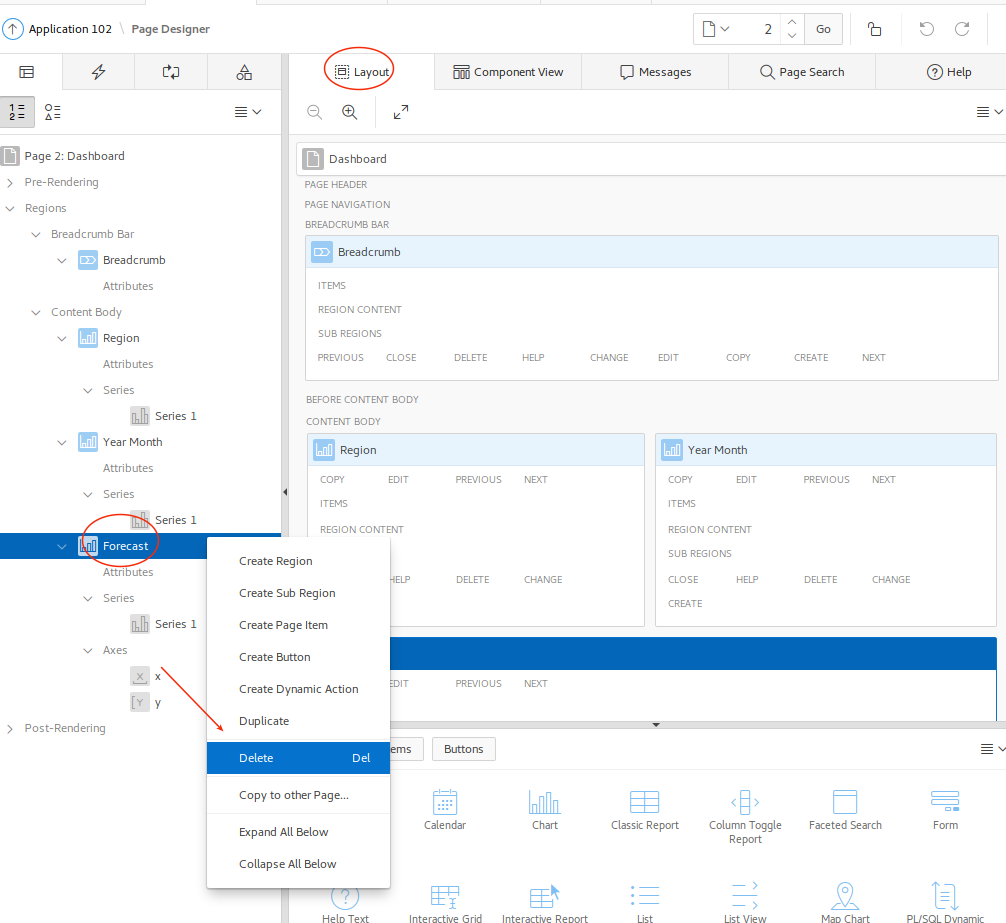 Application 102 \ Page Designer
2
Go
Layout
Component View
Messages
Page Search
Help
Page 2: Dashboard
Pre-Rendering
Regions
Breadcrumb Bar
Breadcrumb
Attributes
Content Body
Region
Attributes
Series
Series 1
Year Month
Attributes
Series
Series 1
Forecast
Attributes
Series
Series 1
Axes
x
y
Post-Rendering
Create Region
Create Sub Region
Create Page Item
Create Button
Create Dynamic Action
Duplicate
Delete Del
Copy to other Page...
Expand All Below
Collapse All Below
Dashboard
PAGE HEADER
PAGE NAVIGATION
BREADCRUMB BAR
Breadcrumb
ITEMS
REGION CONTENT
SUB REGIONS
PREVIOUS CLOSE DELETE HELP CHANGE EDIT COPY CREATE NEXT
BEFORE CONTENT BODY
CONTENT BODY
Region
COPY EDIT PREVIOUS NEXT
ITEMS
REGION CONTENT
HELP DELETE CHANGE
Year Month
COPY EDIT PREVIOUS NEXT
ITEMS
REGION CONTENT
SUB REGIONS
CLOSE HELP DELETE CHANGE
CREATE
EDIT PREVIOUS NEXT
ems
Buttons
Calendar
Chart
Classic Report
Column Toggle
Report
Faceted Search
Form
Help Text
Interactive Grid
Interactive Report
List
List View
Map Chart
PL/SQL Dynamic